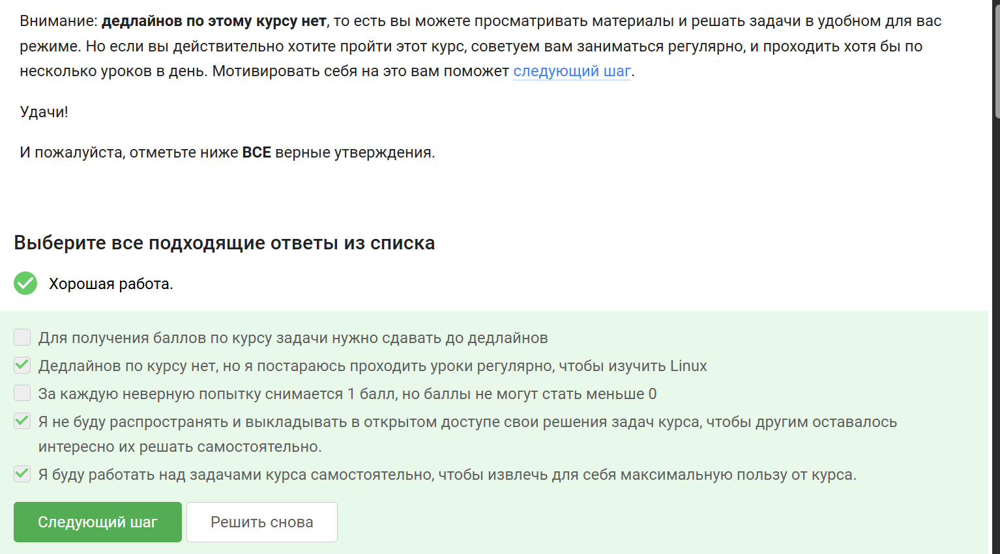 Внимание: дедлайнов по этому курсу нет, то есть вы можете просматривать материалы и решать задачи в удобном для вас
режиме. Но если вы действительно хотите пройти этот курс, советуем вам заниматься регулярно, и проходить хотя бы по
несколько уроков в день. Мотивировать себя на это вам поможет следующий шаг.
Удачи!
И пожалуйста, отметьте ниже ВСЕ верные утверждения.
Выберите все подходящие ответы из списка
Хорошая работа.
Для получения баллов по курсу задачи нужно сдавать до дедлайнов
Дедлайнов по курсу нет, но я постараюсь проходить уроки регулярно, чтобы изучить Linux
За каждую неверную попытку снимается 1 балл, но баллы не могут стать меньше 0
Я не буду распространять и выкладывать в открытом доступе свои решения задач курса, чтобы другим оставалось
интересно их решать самостоятельно.
Я буду работать над задачами курса самостоятельно, чтобы извлечь для себя максимальную пользу от курса.
Следующий шаг Решить снова